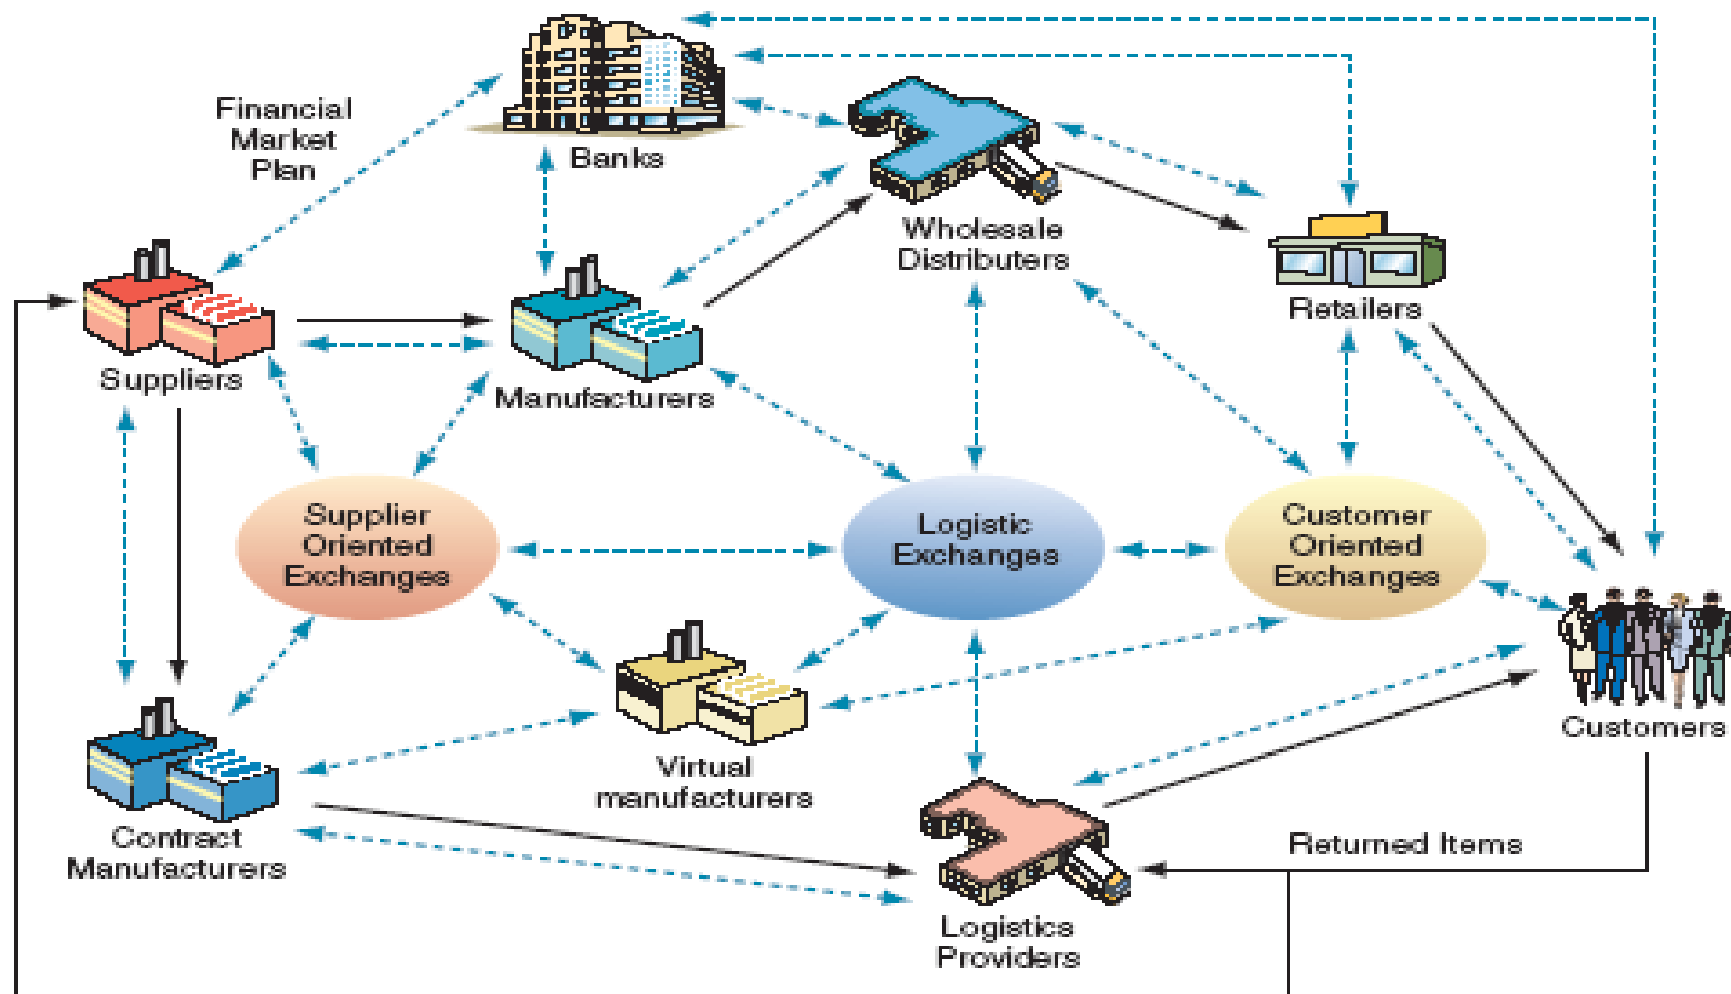 Financial
Market
Plan
Banks
Wholesale
Distributers
Retailers
Suppliers
Manufacturers
Supplier
Oriented
Exchanges
Logistic
Exchanges
Customer
Oriented
Exchanges
Customers
Virtual
manufacturers
Contract
Manufacturers
Returned Items
Logistics
Providers